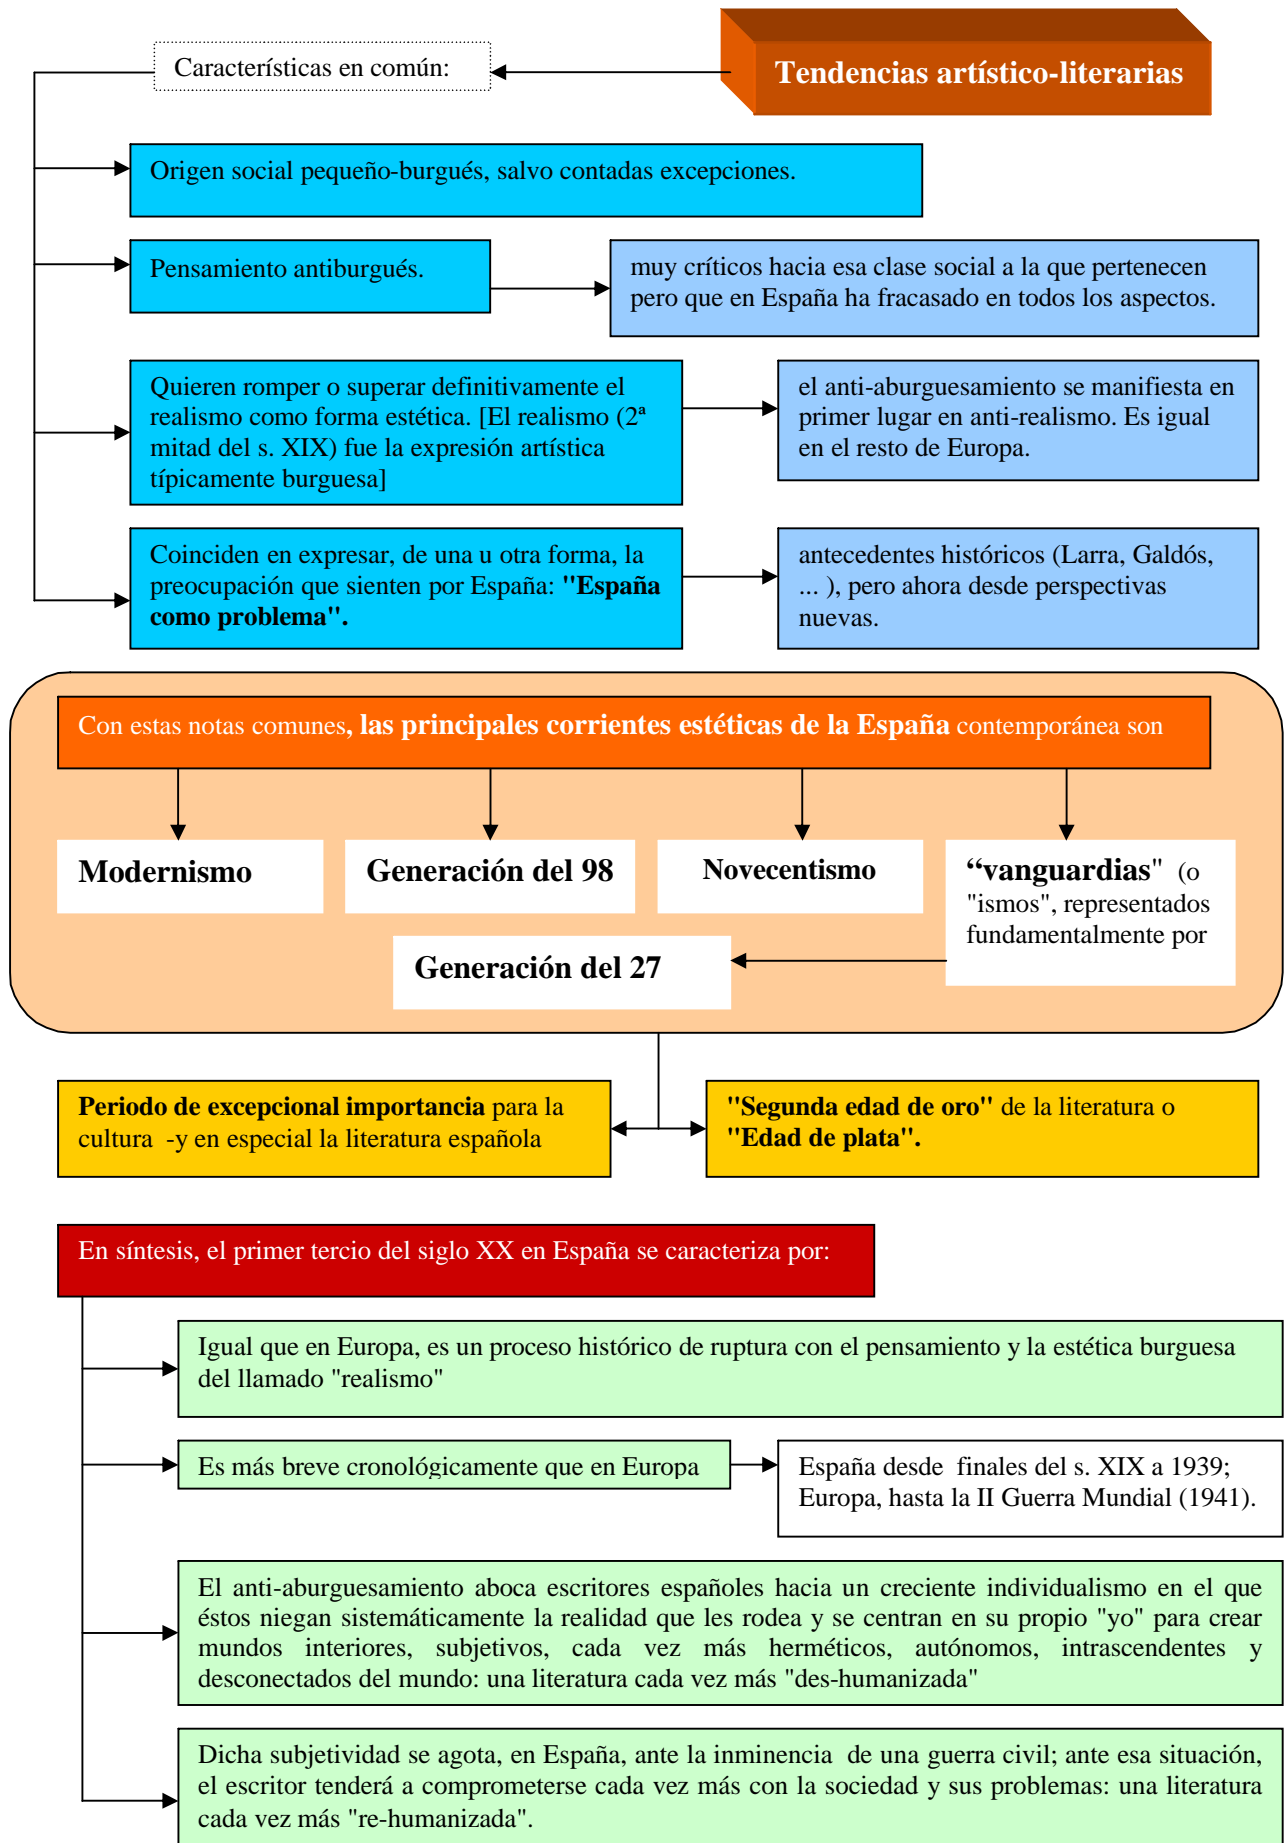 Tendencias artístico-literarias
Características en común:
Origen social pequeño-burgués, salvo contadas excepciones.
Pensamiento antiburgués.
muy críticos hacia esa clase social a la que pertenecen
pero que en España ha fracasado en todos los aspectos.
Quieren romper o superar definitivamente el
realismo como forma estética. [El realismo (2ª
mitad del s. XIX) fue la expresión artística
típicamente burguesa]
el anti-aburguesamiento se manifiesta en
primer lugar en anti-realismo. Es igual
en el resto de Europa.
Coinciden en expresar, de una u otra forma, la
preocupación que sienten por España: "España
como problema".
antecedentes históricos (Larra, Galdós,
... ), pero ahora desde perspectivas
nuevas.
Con estas notas comunes, las principales corrientes estéticas de la España contemporánea son
Modernismo
Generación del 98
Novecentismo
“vanguardias" (o
"ismos", representados
fundamentalmente por
Generación del 27
Periodo de excepcional importancia para la
cultura -y en especial la literatura española
"Segunda edad de oro" de la literatura o
"Edad de plata".
En síntesis, el primer tercio del siglo XX en España se caracteriza por:
Igual que en Europa, es un proceso histórico de ruptura con el pensamiento y la estética burguesa
del llamado "realismo"
Es más breve cronológicamente que en Europa
España desde finales del s. XIX a 1939;
Europa, hasta la II Guerra Mundial (1941).
El anti-aburguesamiento aboca escritores españoles hacia un creciente individualismo en el que
éstos niegan sistemáticamente la realidad que les rodea y se centran en su propio "yo" para crear
mundos interiores, subjetivos, cada vez más herméticos, autónomos, intrascendentes y
desconectados del mundo: una literatura cada vez más "des-humanizada"
Dicha subjetividad se agota, en España, ante la inminencia de una guerra civil; ante esa situación,
el escritor tenderá a comprometerse cada vez más con la sociedad y sus problemas: una literatura
cada vez más "re-humanizada".